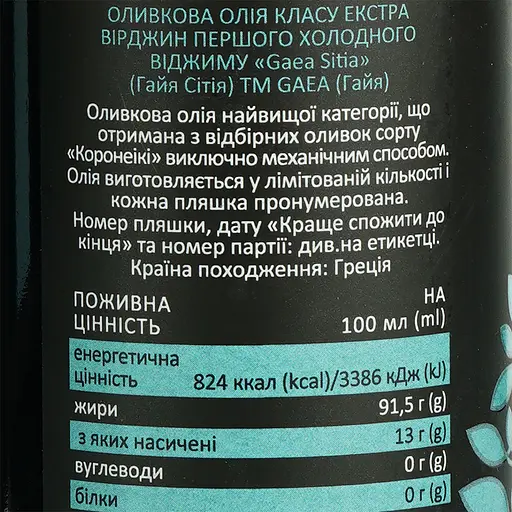 ОЛИВКОВА ОЛІЯ КЛАСУ ЕКСТРА
ВІРДЖИН ПЕРШОГО ХОЛОДНОГО
ВІДЖИМУ «Gaea Sitia»
(Гайя Сітія) ТМ GAEA (Гайя)
Оливкова олія найвищої категорії, що
отримана з відбірних оливок сорту
«Коронеікі» виключно механічним способом.
Олія виготовляється у лімітованій кількості і
кожна пляшка пронумерована.
Номер пляшки, дату «Краще спожити до
кінця» та номер партії: див.на етикетці.
Країна походження: Греція
ПОЖИВНА ЦІННІСТЬ НА 100 мл (ml)
енергетична цінність 824 ккал (kcal)/3386 кДж (kJ)
жири 91,5 г (g)
з яких насичені 13 г (g)
вуглеводи 0 г (g)
білки 0 г (g)